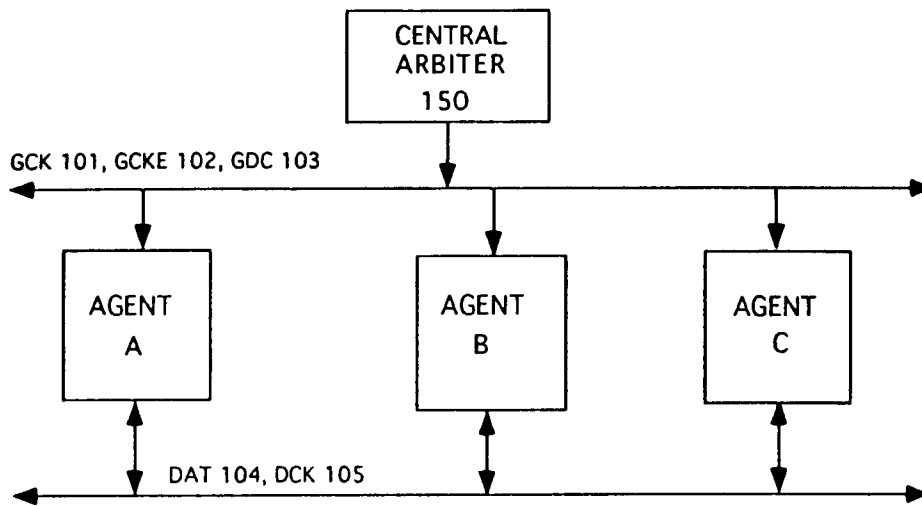 CENTRAL
ARBITER
150
GCK 101, GCKE 102, GDC 103
AGENT
A
AGENT
B
AGENT
C
DAT 104, DCK 105